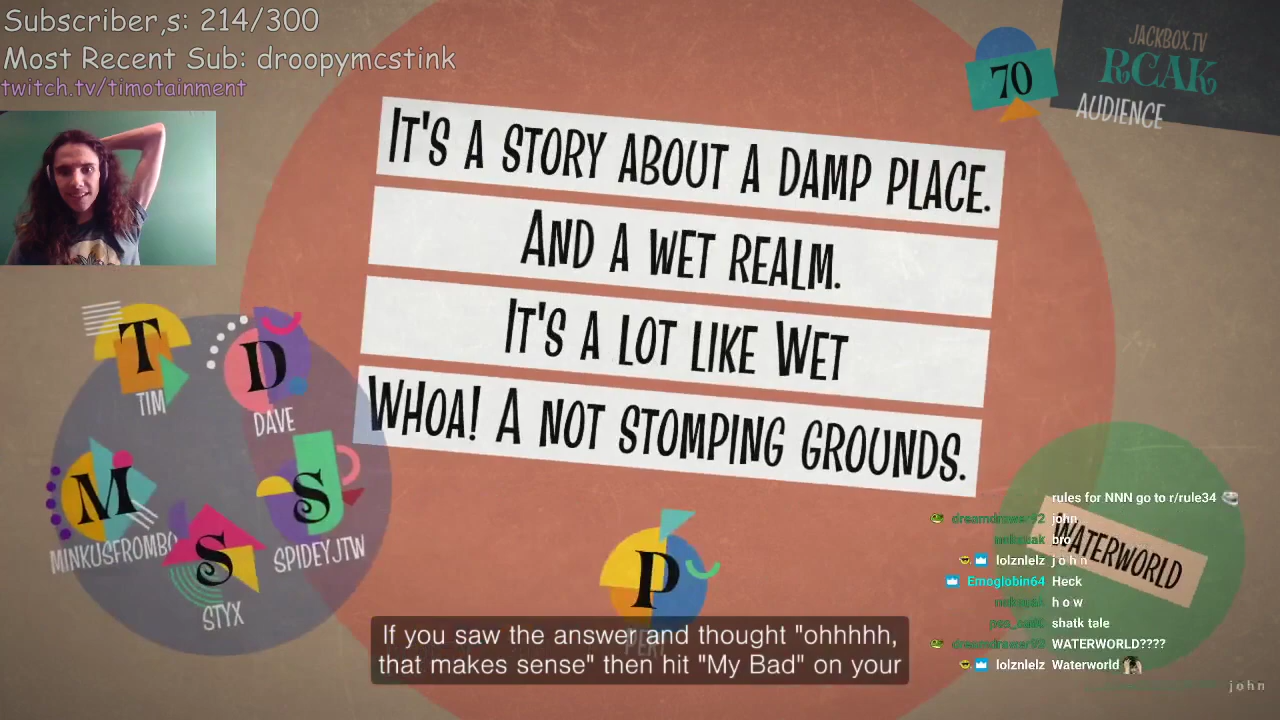 Subscriber,s: 214/300
Most Recent Sub: droopymcstink
twitch.tv/timotainment
70
JACKBOX.TV
RCAK
AUDIENCE
IT'S A STORY ABOUT A DAMP PLACE.
AND A WET REALM.
IT'S A LOT LIKE WET
WHOA! A NOT STOMPING GROUNDS.
T
TIM
D
DAVE
M
MINKUSFROMBO
S
SPIDEYJTW
S
STYX
P
PERI
WATERWORLD
If you saw the answer and thought "ohhhhh,
that makes sense" then hit "My Bad" on your
rules for NNN go to r/rule34
john
bro
lolznlelz j o h n
Emoglobin64 Heck
h o w
shatk tale
WATERWORLD????
lolznlelz Waterworld
j o h n